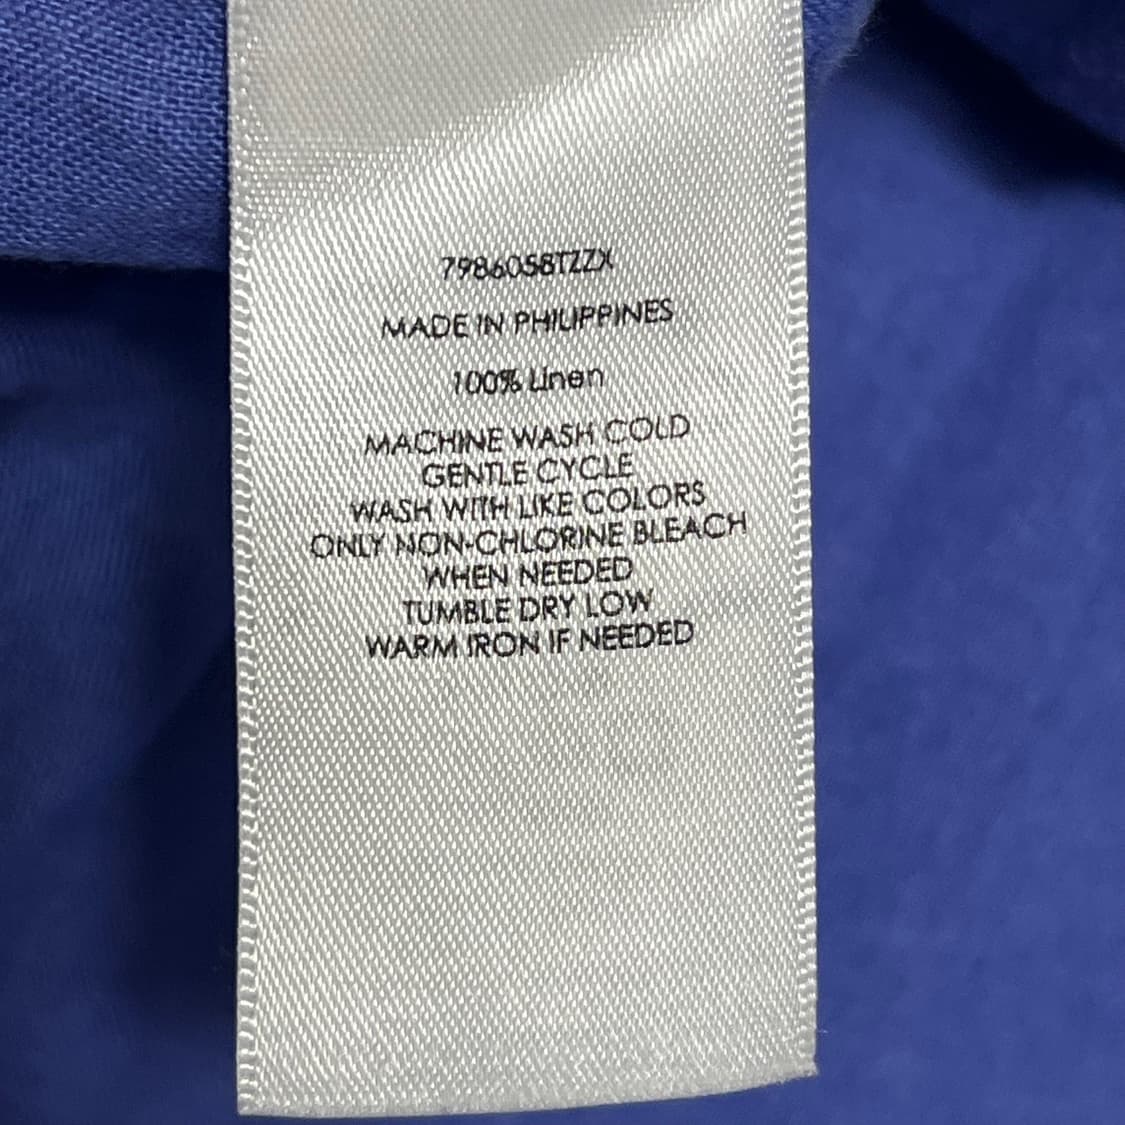 7986058TZZX
MADE IN PHILIPPINES
100% Linen
MACHINE WASH COLD
GENTLE CYCLE
WASH WITH LIKE COLORS
ONLY NON-CHLORINE BLEACH
WHEN NEEDED
TUMBLE DRY LOW
WARM IRON IF NEEDED